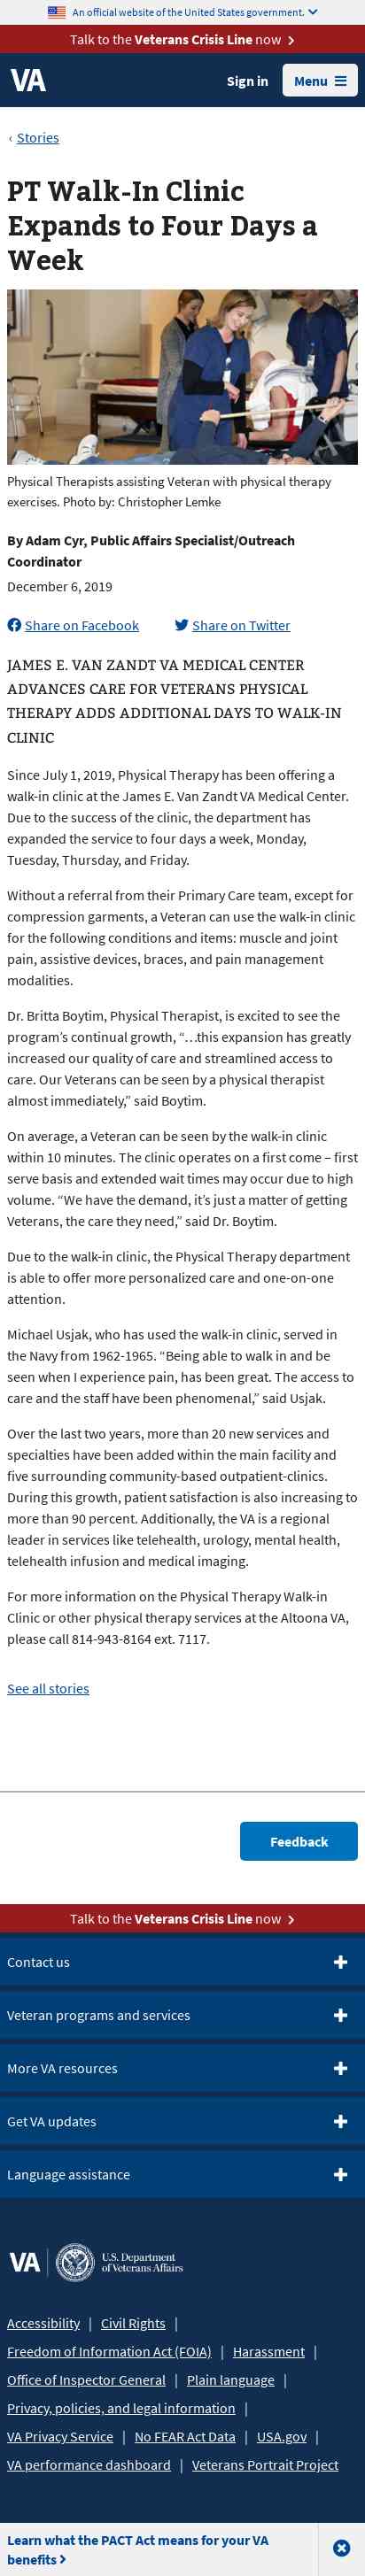 An official website of the United States government.
Talk to the Veterans Crisis Line now
VA
Sign in
Menu
‹ Stories
PT Walk-In Clinic
Expands to Four Days a
Week
Physical Therapists assisting Veteran with physical therapy
exercises. Photo by: Christopher Lemke
By Adam Cyr, Public Affairs Specialist/Outreach
Coordinator
December 6, 2019
Share on Facebook
Share on Twitter
JAMES E. VAN ZANDT VA MEDICAL CENTER
ADVANCES CARE FOR VETERANS PHYSICAL
THERAPY ADDS ADDITIONAL DAYS TO WALK-IN
CLINIC
Since July 1, 2019, Physical Therapy has been offering a
walk-in clinic at the James E. Van Zandt VA Medical Center.
Due to the success of the clinic, the department has
expanded the service to four days a week, Monday,
Tuesday, Thursday, and Friday.
Without a referral from their Primary Care team, except for
compression garments, a Veteran can use the walk-in clinic
for the following conditions and items: muscle and joint
pain, assistive devices, braces, and pain management
modalities.
Dr. Britta Boytim, Physical Therapist, is excited to see the
program’s continual growth, “…this expansion has greatly
increased our quality of care and streamlined access to
care. Our Veterans can be seen by a physical therapist
almost immediately,” said Boytim.
On average, a Veteran can be seen by the walk-in clinic
within 10 minutes. The clinic operates on a first come – first
serve basis and extended wait times may occur due to high
volume. “We have the demand, it’s just a matter of getting
Veterans, the care they need,” said Dr. Boytim.
Due to the walk-in clinic, the Physical Therapy department
is able to offer more personalized care and one-on-one
attention.
Michael Usjak, who has used the walk-in clinic, served in
the Navy from 1962-1965. “Being able to walk in and be
seen when I experience pain, has been great. The access to
care and the staff have been phenomenal,” said Usjak.
Over the last two years, more than 20 new services and
specialties have been added within the main facility and
five surrounding community-based outpatient-clinics.
During this growth, patient satisfaction is also increasing to
more than 90 percent. Additionally, the VA is a regional
leader in services like telehealth, urology, mental health,
telehealth infusion and medical imaging.
For more information on the Physical Therapy Walk-in
Clinic or other physical therapy services at the Altoona VA,
please call 814-943-8164 ext. 7117.
See all stories
Feedback
Talk to the Veterans Crisis Line now
Contact us
Veteran programs and services
More VA resources
Get VA updates
Language assistance
VA
U.S. Department
of Veterans Affairs
Accessibility | Civil Rights |
Freedom of Information Act (FOIA) | Harassment |
Office of Inspector General | Plain language |
Privacy, policies, and legal information |
VA Privacy Service | No FEAR Act Data | USA.gov |
VA performance dashboard | Veterans Portrait Project
Learn what the PACT Act means for your VA
benefits